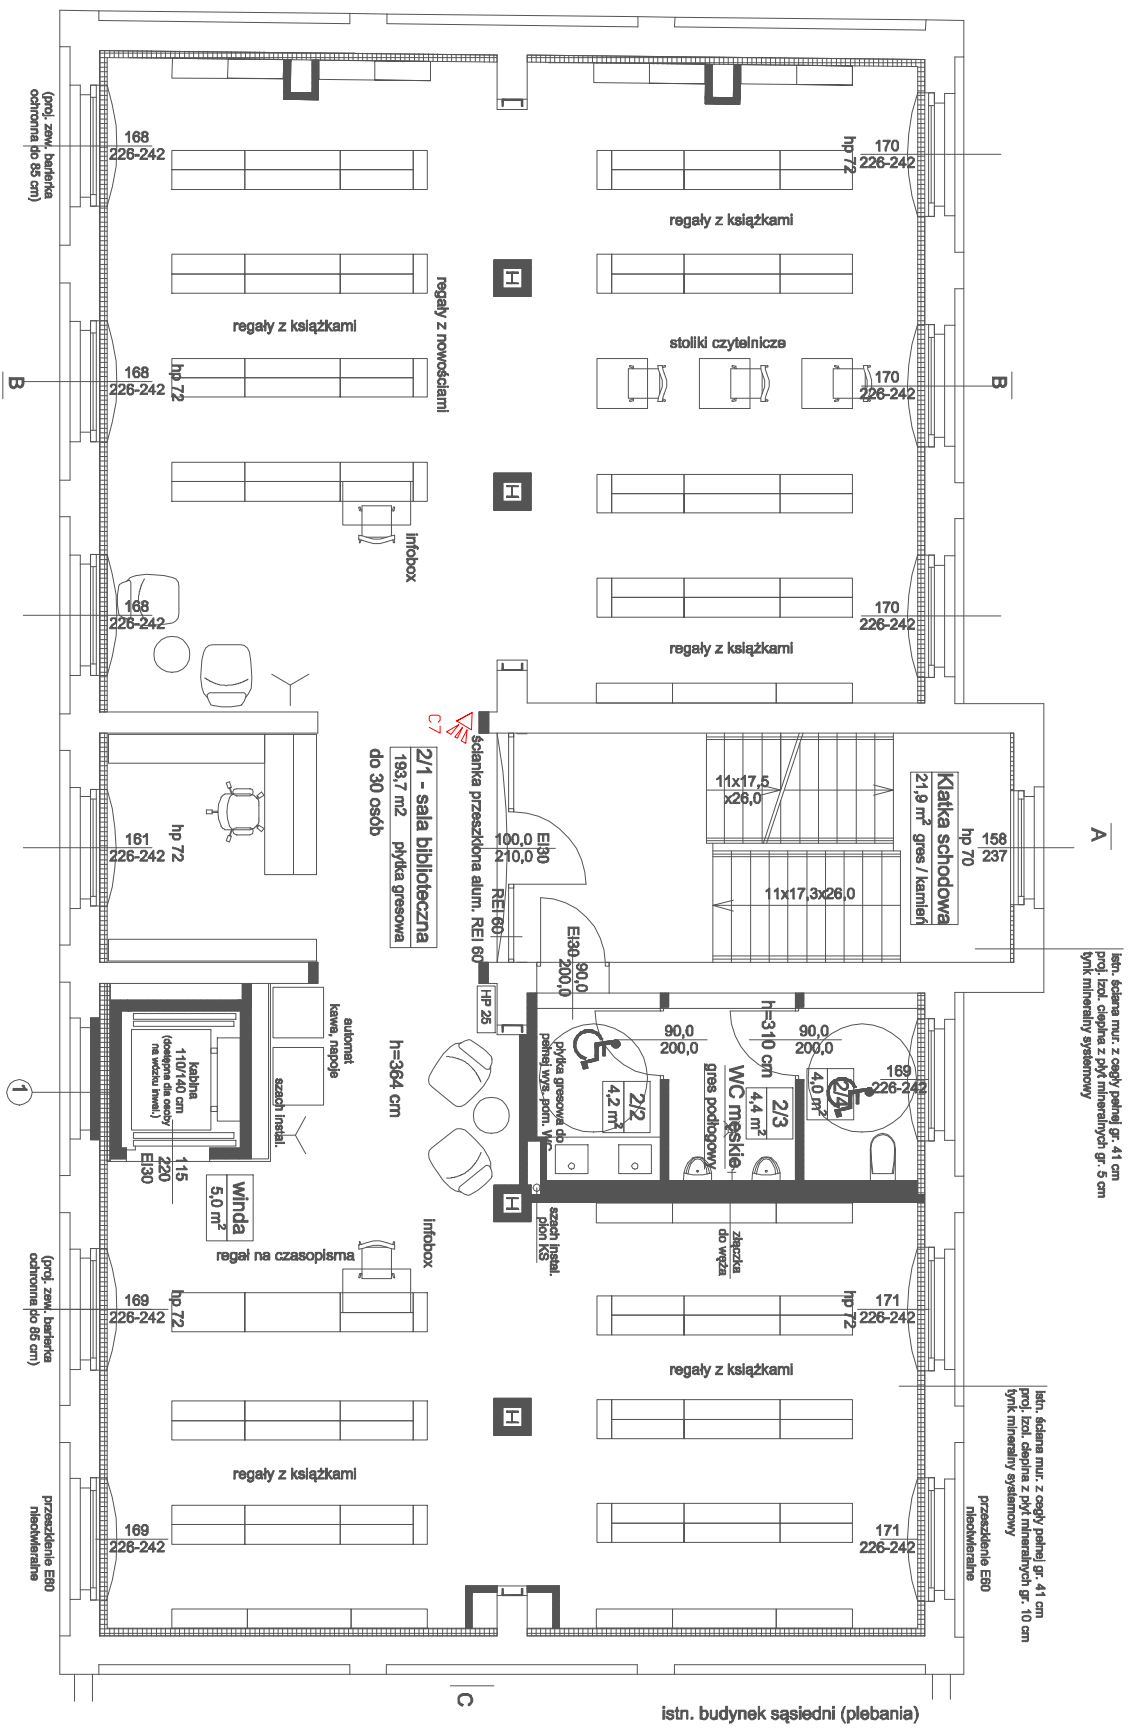 168
226-242
hp 72
170
226-242
(proj. zew. barierka
ochronna do 85 cm)
regały z książkami
regały z książkami
regały z nowościami
stoliki czytelnicze
B
168
226-242
hp 72
170
226-242
B
infobox
168
226-242
170
226-242
regały z książkami
C7
ścianka przeszklona alum. REI 60
2/1 - sala biblioteczna
193,7 m2 płytka gresowa
do 30 osób
11x17,5
x26,0
Klatka schodowa
21,9 m² gres / kamień
hp 70
158
237
A
hp 72
161
226-242
100,0
210,0
EI30
REI 60
11x17,3x26,0
EI30
90,0
200,0
istn. ściana mur. z cegły pełnej gr. 41 cm
proj. izol. cieplna z płyt mineralnych gr. 5 cm
tynk mineralny systemowy
HP 25
automat
kawa, napoje
h=364 cm
szach instal.
kabina
110/140 cm
(dostępna dla osoby
na wózku inwal.)
1
115
220
EI30
winda
5,0 m²
płytka gresowa do
pełnej wys. pom. WC
2/2
4,2 m²
90,0
200,0
h=310 cm
WC męskie
gres podłogowy
2/3
4,4 m²
90,0
200,0
2/4
4,0 m²
169
226-242
szach instal.
pion KS
złączka
do węża
infobox
regał na czasopisma
hp 72
169
226-242
(proj. zew. barierka
ochronna do 85 cm)
hp 72
171
226-242
regały z książkami
istn. ściana mur. z cegły pełnej gr. 41 cm
proj. izol. cieplna z płyt mineralnych gr. 10 cm
tynk mineralny systemowy
regały z książkami
169
226-242
171
226-242
przeszklenie E60
nieotwieralne
przeszklenie E60
nieotwieralne
C
istn. budynek sąsiedni (plebania)
H
H
H
H